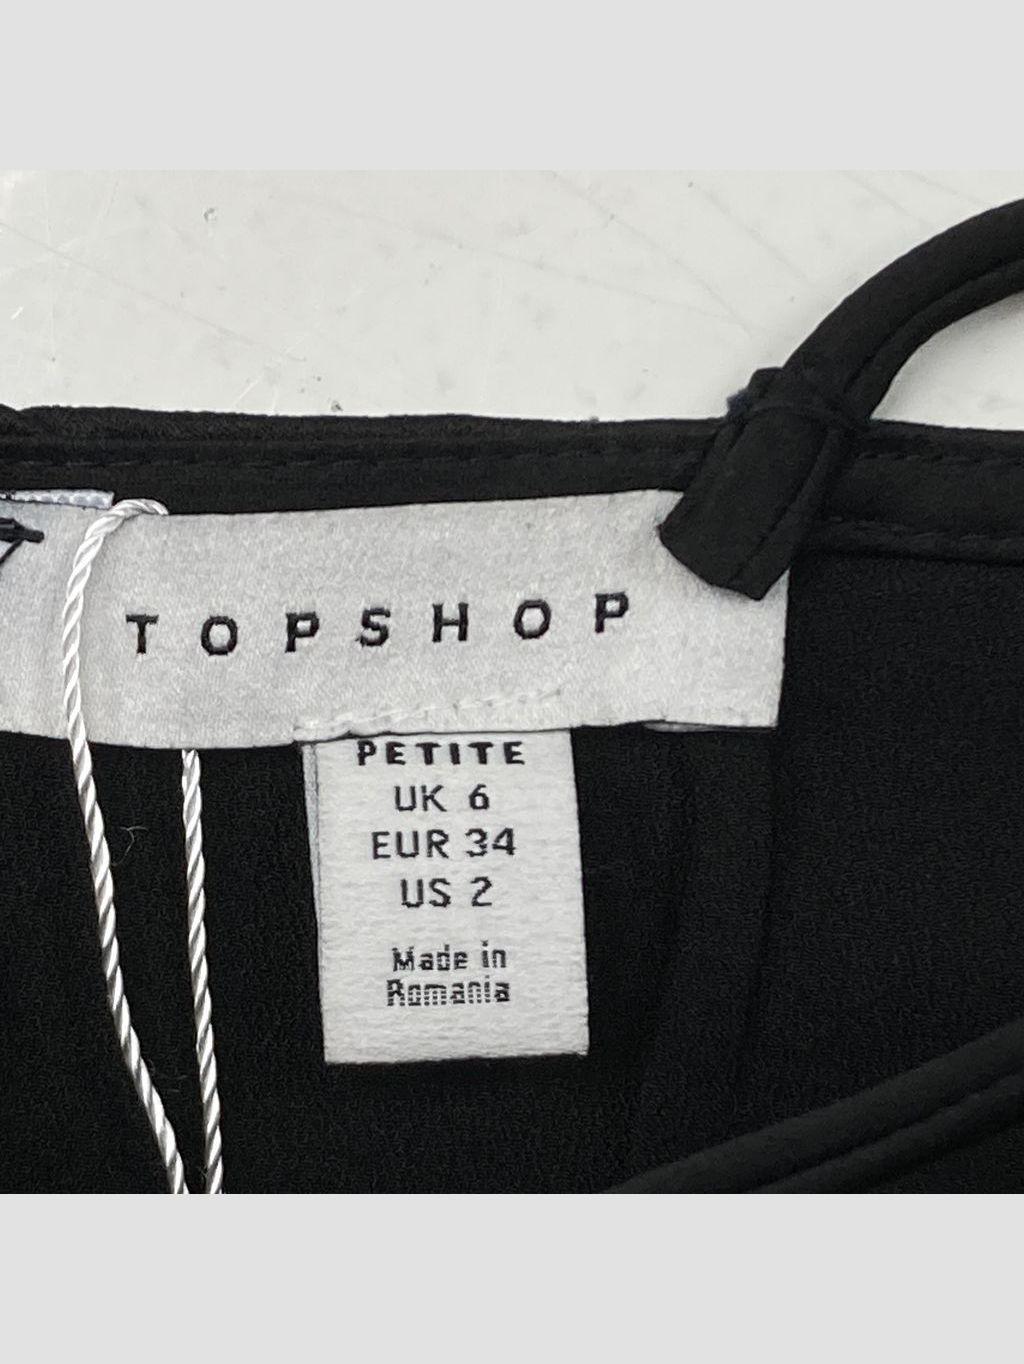 TOPSHOP
PETITE
UK 6
EUR 34
US 2
Made in
Romania